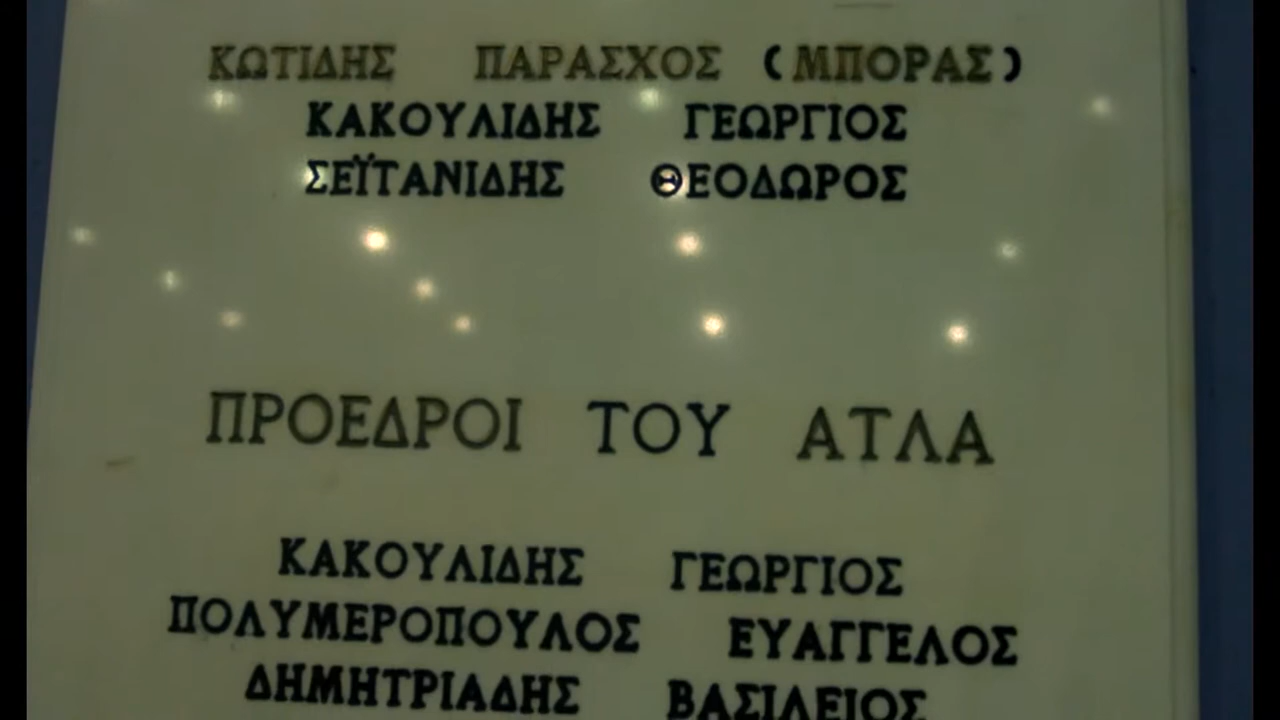 ΚΩΤΙΔΗΣ ΠΑΡΑΣΧΟΣ (ΜΠΟΡΑΣ)
ΚΑΚΟΥΛΙΔΗΣ ΓΕΩΡΓΙΟΣ
ΣΕΪΤΑΝΙΔΗΣ ΘΕΟΔΩΡΟΣ
ΠΡΟΕΔΡΟΙ ΤΟΥ ΑΤΛΑ
ΚΑΚΟΥΛΙΔΗΣ ΓΕΩΡΓΙΟΣ
ΠΟΛΥΜΕΡΟΠΟΥΛΟΣ ΕΥΑΓΓΕΛΟΣ
ΔΗΜΗΤΡΙΑΔΗΣ ΒΑΣΙΛΕΙΟΣ